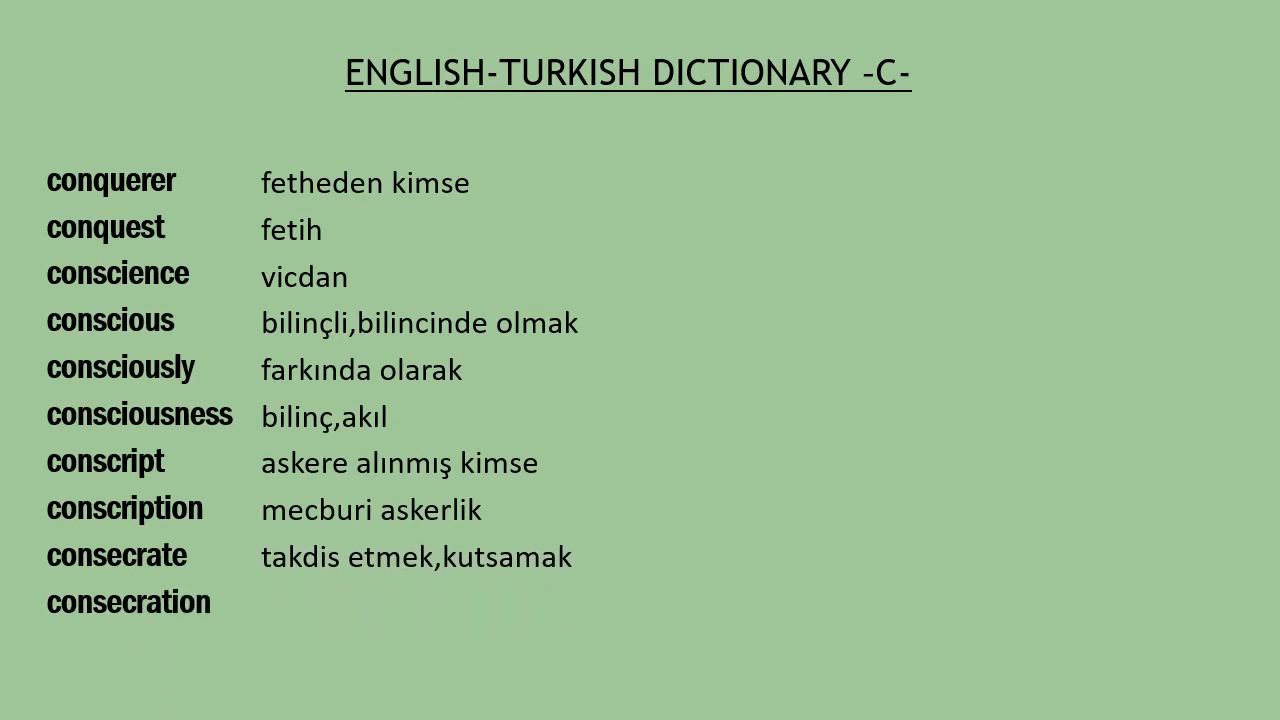 ENGLISH-TURKISH DICTIONARY –C-
conquerer fetheden kimse
conquest fetih
conscience vicdan
conscious bilinçli,bilincinde olmak
consciously farkında olarak
consciousness bilinç,akıl
conscript askere alınmış kimse
conscription mecburi askerlik
consecrate takdis etmek,kutsamak
consecration